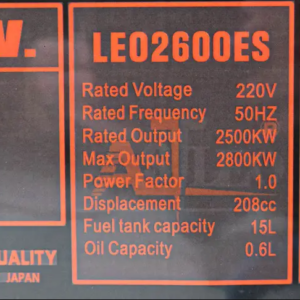 V.
LEO2600ES
Rated Voltage 220V
Rated Frequency 50HZ
Rated Output 2500KW
Max Output 2800KW
Power Factor 1.0
Displacement 208cc
Fuel tank capacity 15L
Oil Capacity 0.6L
UALITY
JAPAN